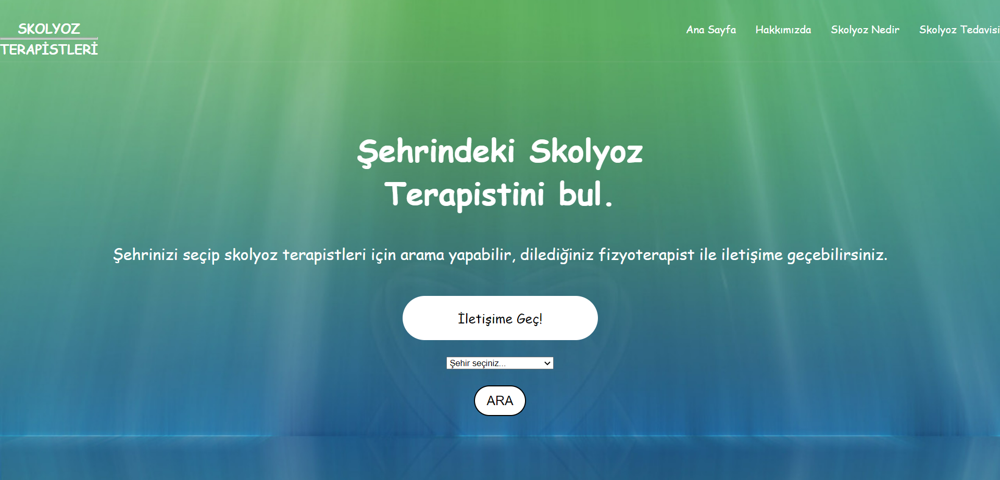 SKOLYOZ
TERAPİSTLERİ
Ana Sayfa Hakkımızda Skolyoz Nedir Skolyoz Tedavisi
Şehrindeki Skolyoz
Terapistini bul.
Şehrinizi seçip skolyoz terapistleri için arama yapabilir, dilediğiniz fizyoterapist ile iletişime geçebilirsiniz.
İletişime Geç!
Şehir seçiniz...
ARA